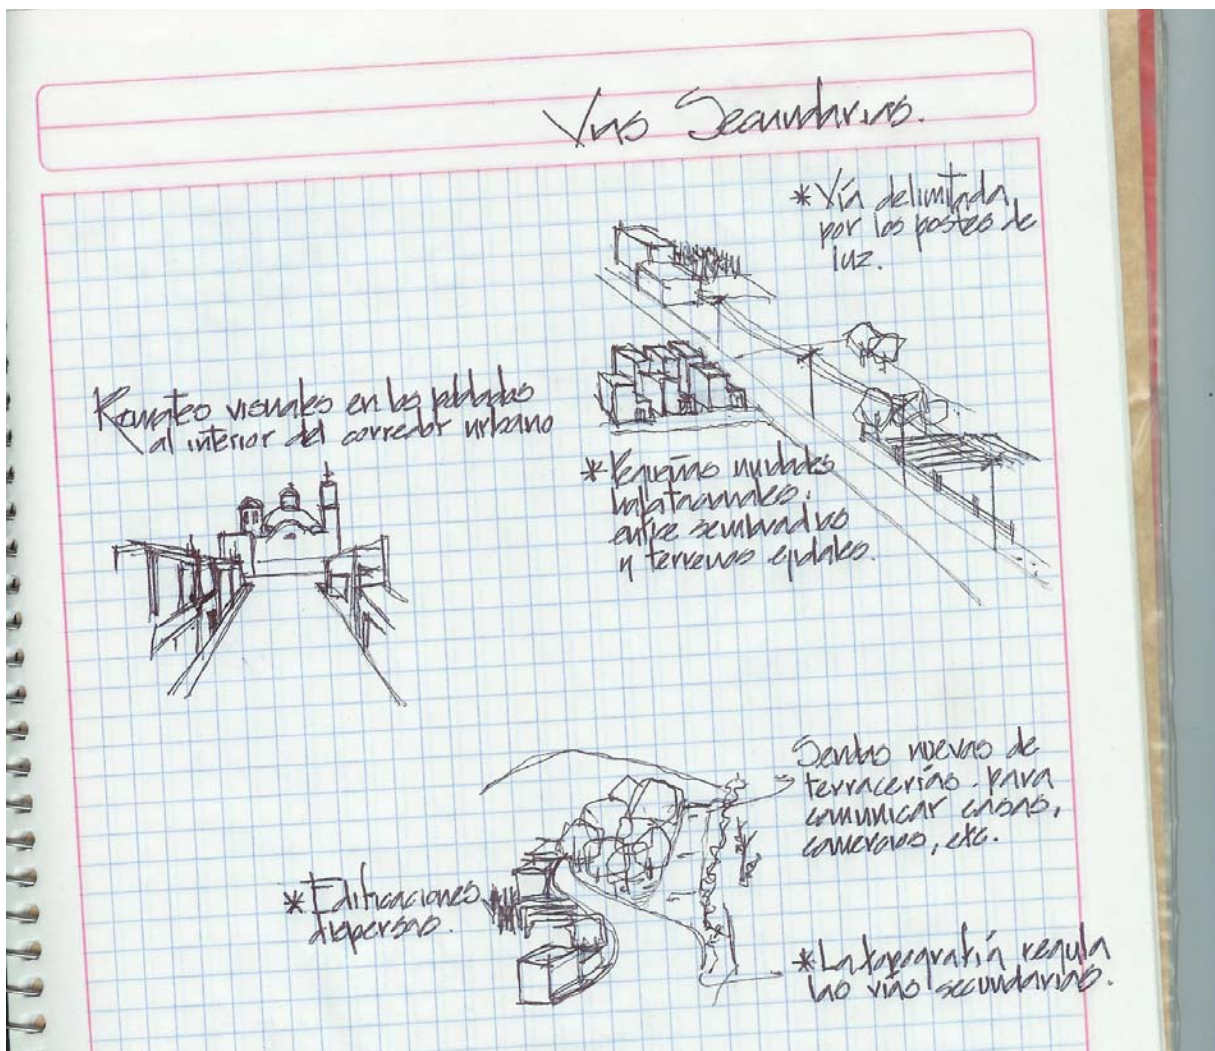 Vías Secundarias.
* Vía delimitada
por los postes de
luz.
Remates visuales en los poblados
al interior del corredor urbano
* Pequeñas unidades
habitacionales,
entre sembradíos
y terrenos ejidales.
Sendas nuevas de
terracerías. para
comunicar casas,
comercios, etc.
* Edificaciones
dispersas.
* La topografía regula
las vías secundarias.